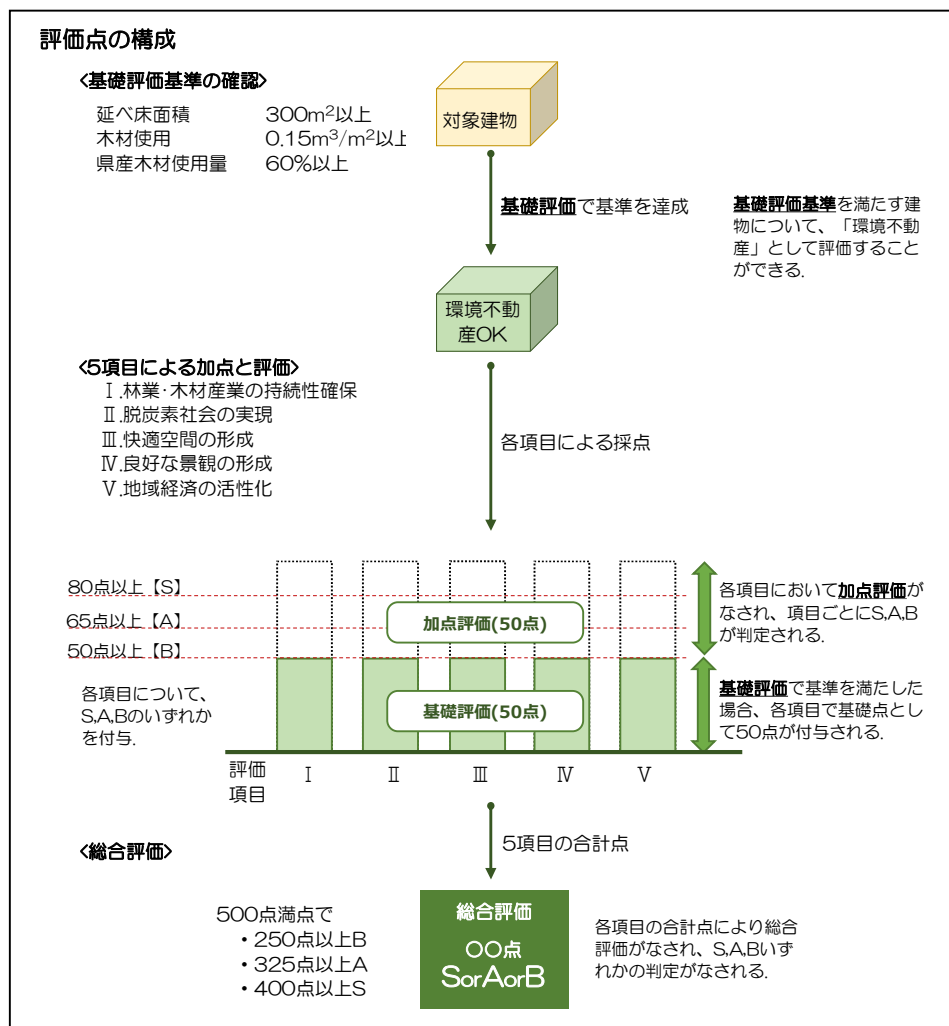 評価点の構成
<基礎評価基準の確認>
延べ床面積 300m²以上
木材使用 0.15m³/m²以上
県産木材使用量 60%以上
対象建物
基礎評価で基準を達成
基礎評価基準を満たす建
物について、「環境不動
産」として評価すること
ができる.
環境不動
産OK
<5項目による加点と評価>
Ⅰ.林業・木材産業の持続性確保
Ⅱ.脱炭素社会の実現
Ⅲ.快適空間の形成
Ⅳ.良好な景観の形成
Ⅴ.地域経済の活性化
各項目による採点
80点以上【S】
65点以上【A】
50点以上【B】
各項目について、
S,A,Bのいずれか
を付与.
加点評価(50点)
基礎評価(50点)
各項目において加点評価が
なされ、項目ごとにS,A,B
が判定される.
基礎評価で基準を満たした
場合、各項目で基礎点とし
て50点が付与される.
評価
項目
Ⅰ Ⅱ Ⅲ Ⅳ Ⅴ
5項目の合計点
<総合評価>
500点満点で
・250点以上B
・325点以上A
・400点以上S
総合評価
〇〇点
SorAorB
各項目の合計点により総合
評価がなされ、S,A,Bいず
れかの判定がなされる.